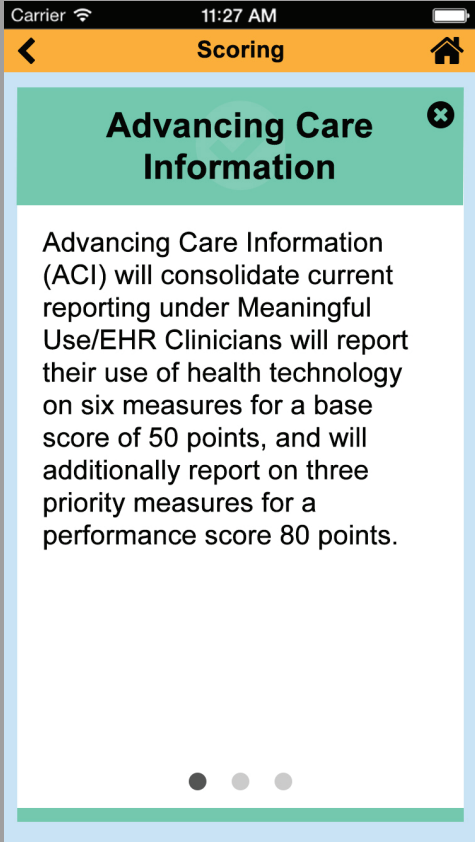 Carrier 11:27 AM
Scoring
Advancing Care
Information
Advancing Care Information
(ACI) will consolidate current
reporting under Meaningful
Use/EHR Clinicians will report
their use of health technology
on six measures for a base
score of 50 points, and will
additionally report on three
priority measures for a
performance score 80 points.